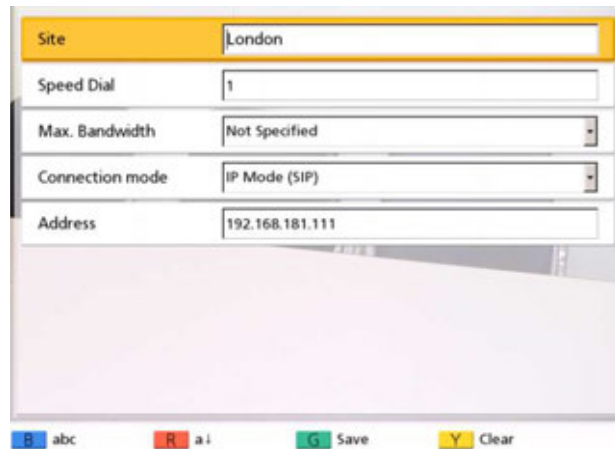 Site London
Speed Dial 1
Max. Bandwidth Not Specified
Connection mode IP Mode (SIP)
Address 192.168.181.111
B abc R a↓ G Save Y Clear